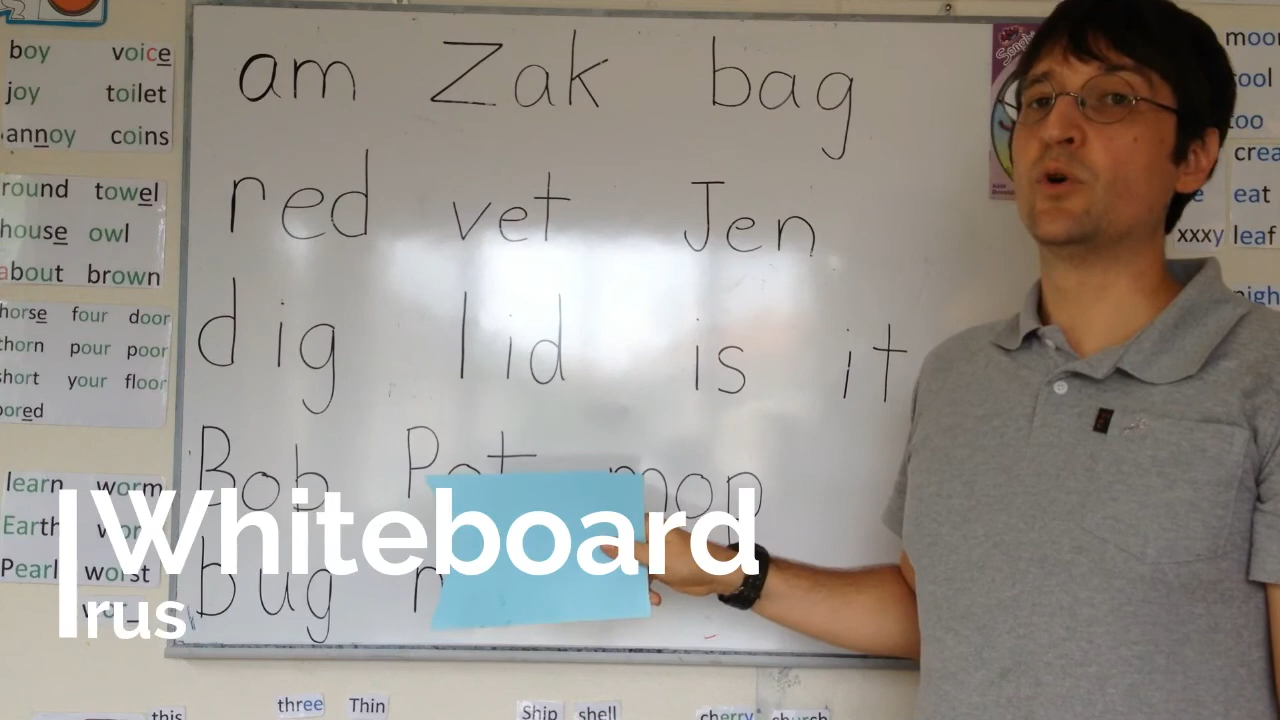 boy voice
joy toilet
annoy coins
round towel
house owl
about brown
horse four door
thorn pour poor
short your floor
bored
learn worm
Earth
Pearl worst
am Zak bag
red vet Jen
dig lid is it
Bob Pot mop
bug
Whiteboard
rus
moon
cool
too
eat
xxxy leaf
this
three Thin
Ship shell
cherry church